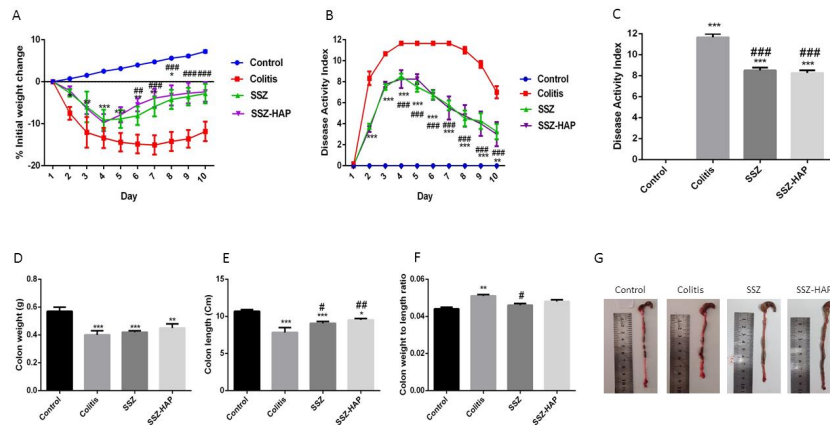 A
% Initial weight change
10
0
-10
-20
1 2 3 4 5 6 7 8 9 10
Day
Control
Colitis
SSZ
SSZ-HAP
** *** *** ## ### ### * ### ###
B
Disease Activity Index
12
10
8
6
4
2
0
1 2 3 4 5 6 7 8 9 10
Day
Control
Colitis
SSZ
SSZ-HAP
*** *** *** ### *** ### *** ### ### *** ### *** ### *** ### **
C
Disease Activity Index
12
10
8
6
4
2
0
***
###
***
###
***
Control Colitis SSZ SSZ-HAP
D
Colon weight (g)
0.8
0.6
0.4
0.2
0.0
*** *** **
Control Colitis SSZ SSZ-HAP
E
Colon length (Cm)
15
10
5
0
***
#
***
##
*
Control Colitis SSZ SSZ-HAP
F
Colon weight to length ratio
0.06
0.04
0.02
0.00
** #
Control Colitis SSZ SSZ-HAP
G
Control Colitis SSZ SSZ-HAP